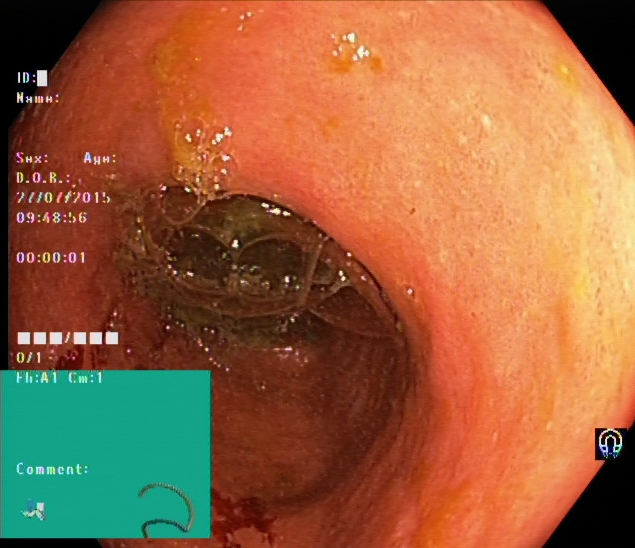 ID:
Name:
Sex: Age:
D.O.B.:
27/07/2015
09:48:56
00:00:01
/
0/1
Eh:A1 Cm:1
Comment: